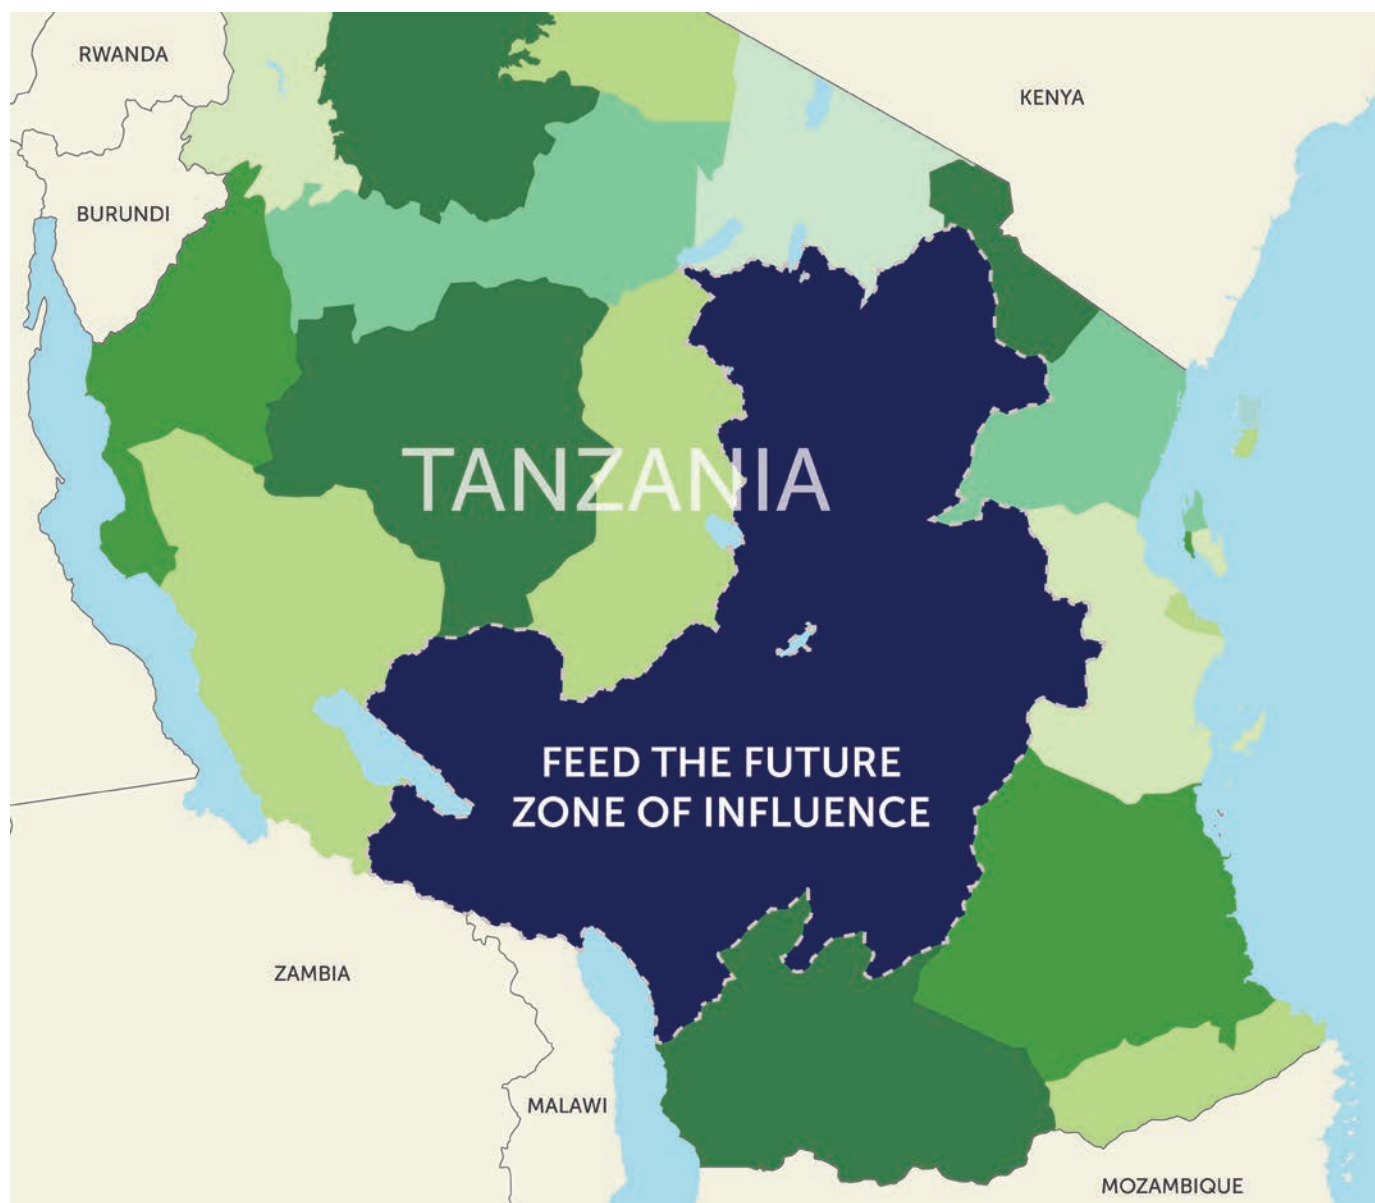 RWANDA
KENYA
BURUNDI
TANZANIA
FEED THE FUTURE
ZONE OF INFLUENCE
ZAMBIA
MALAWI
MOZAMBIQUE